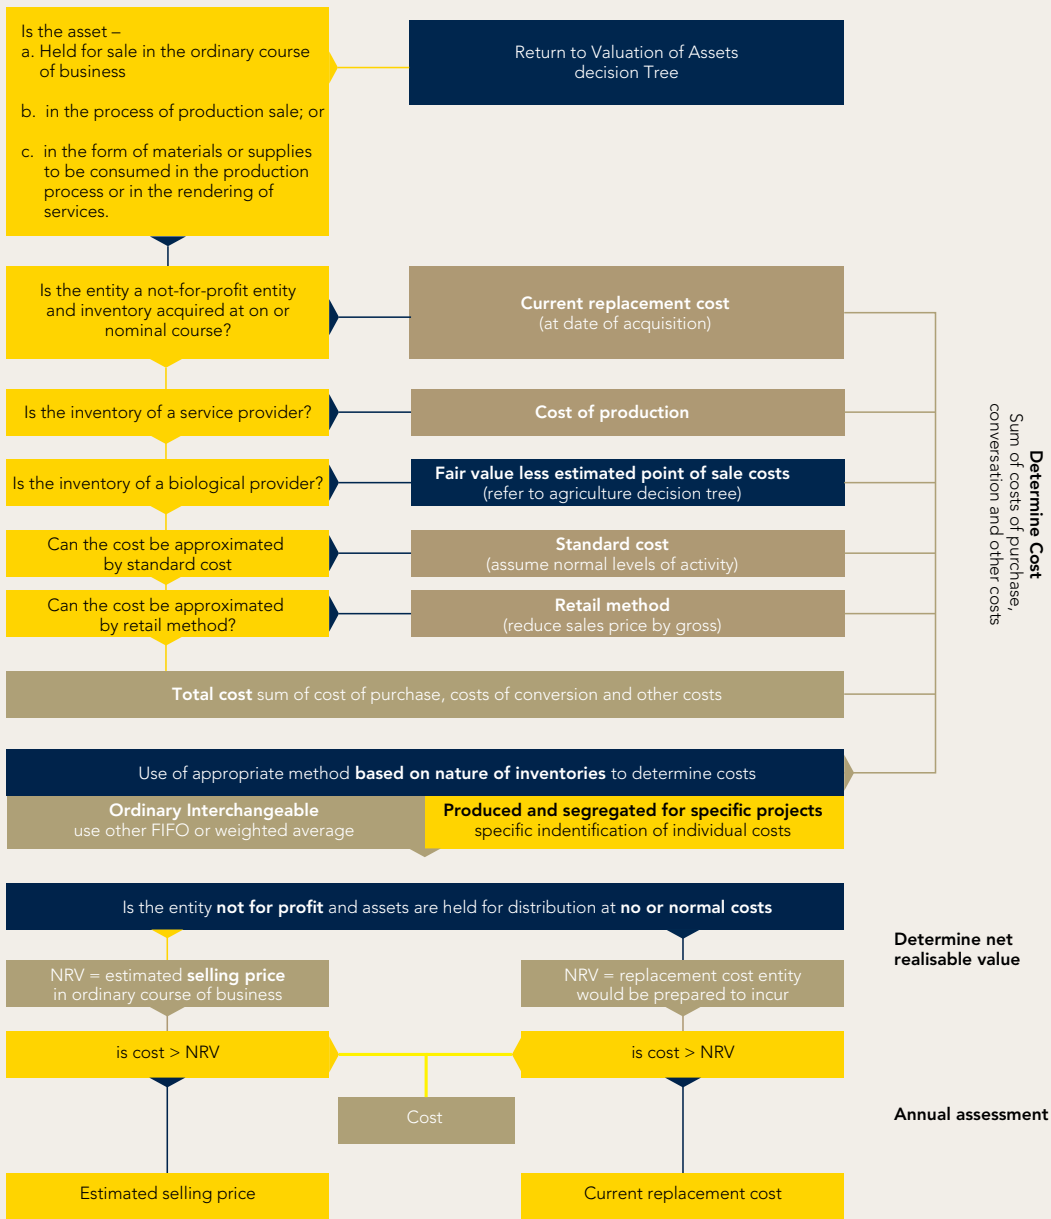 Is the asset –
a. Held for sale in the ordinary course
of business
b. in the process of production sale; or
c. in the form of materials or supplies
to be consumed in the production
process or in the rendering of
services.
Return to Valuation of Assets
decision Tree
Is the entity a not-for-profit entity
and inventory acquired at on or
nominal course?
Current replacement cost
(at date of acquisition)
Is the inventory of a service provider?
Cost of production
Is the inventory of a biological provider?
Fair value less estimated point of sale costs
(refer to agriculture decision tree)
Can the cost be approximated
by standard cost
Standard cost
(assume normal levels of activity)
Can the cost be approximated
by retail method?
Retail method
(reduce sales price by gross)
Total cost sum of cost of purchase, costs of conversion and other costs
Determine Cost
Sum of costs of purchase,
conversation and other costs
Use of appropriate method based on nature of inventories to determine costs
Ordinary Interchangeable
use other FIFO or weighted average
Produced and segregated for specific projects
specific indentification of individual costs
Is the entity not for profit and assets are held for distribution at no or normal costs
Determine net
realisable value
NRV = estimated selling price
in ordinary course of business
NRV = replacement cost entity
would be prepared to incur
is cost > NRV
is cost > NRV
Cost
Annual assessment
Estimated selling price
Current replacement cost